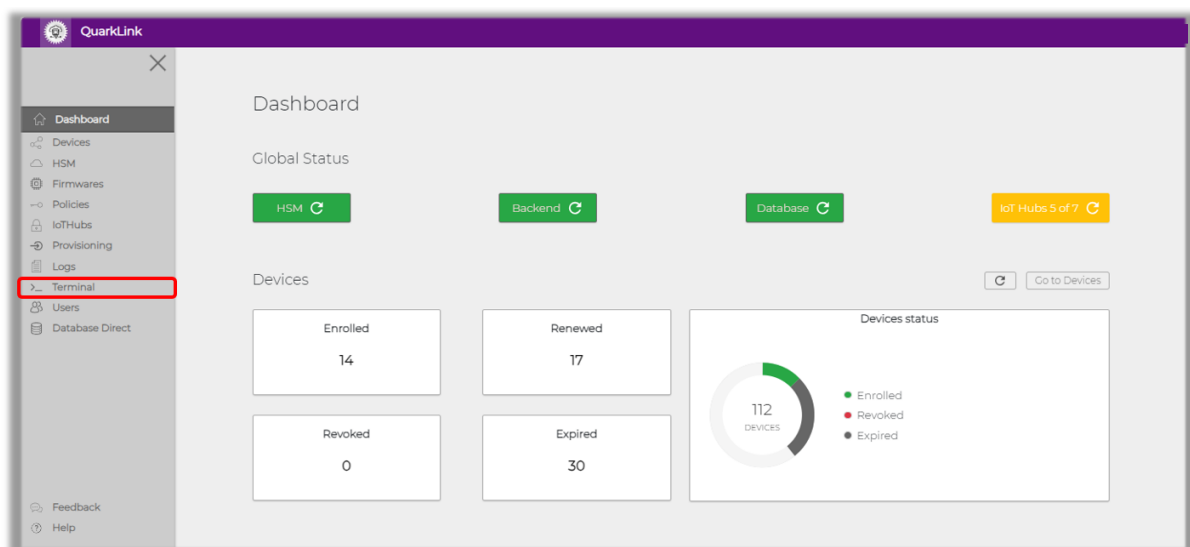 QuarkLink
Dashboard
Devices
HSM
Firmwares
Policies
IoTHubs
Provisioning
Logs
>_ Terminal
Users
Database Direct
Feedback
Help
Dashboard
Global Status
HSM
Backend
Database
IoT Hubs 5 of 7
Devices
Go to Devices
Enrolled
14
Renewed
17
Revoked
0
Expired
30
Devices status
112
DEVICES
Enrolled
Revoked
Expired